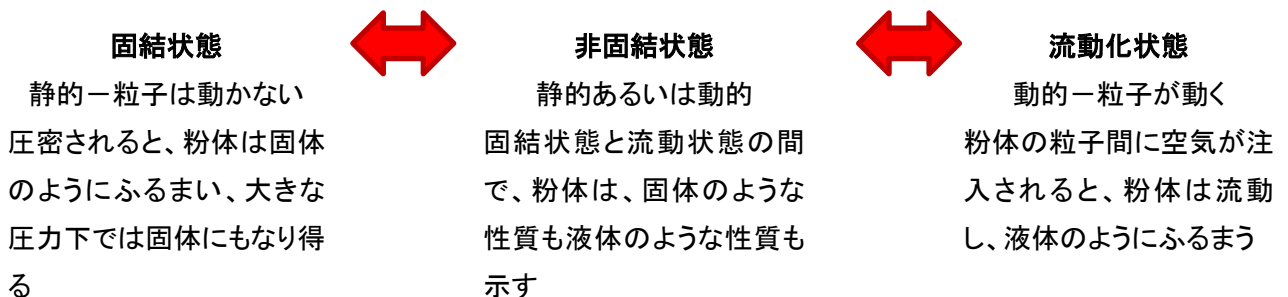 固結状態
静的－粒子は動かない
圧密されると、粉体は固体
のようにふるまい、大きな
圧力下では固体にもなり得
る
非固結状態
静的あるいは動的
固結状態と流動状態の間
で、粉体は、固体のような
性質も液体のような性質も
示す
流動化状態
動的－粒子が動く
粉体の粒子間に空気が注
入されると、粉体は流動
し、液体のようにふるまう